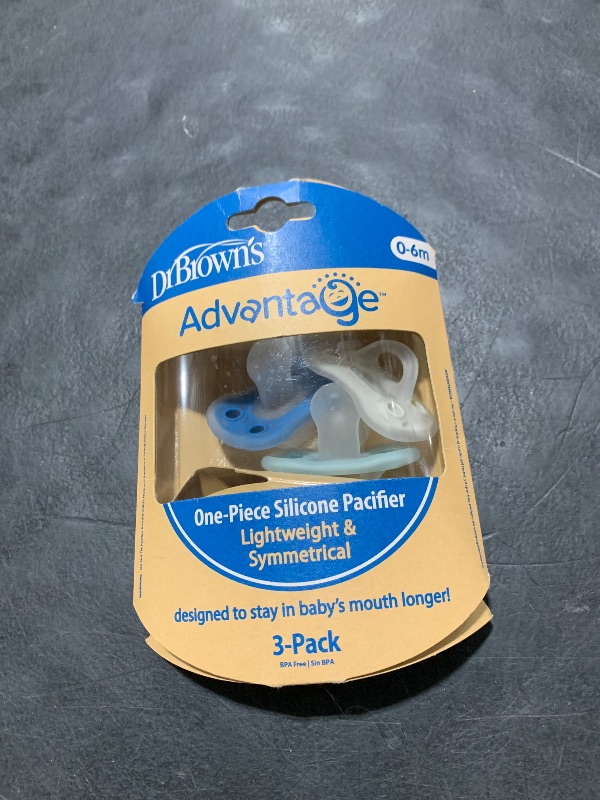 Dr Brown's
0-6m
Advantage™
One-Piece Silicone Pacifier
Lightweight &
Symmetrical
designed to stay in baby's mouth longer!
3-Pack
BPA Free | Sin BPA